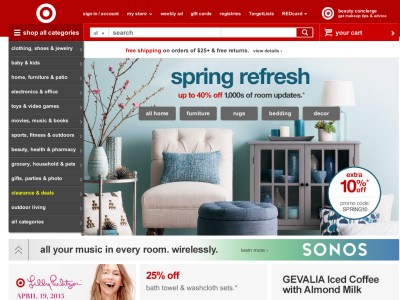 sign in / account
my store
weekly ad
gift cards
registries
TargetLists
REDcard
beauty concierge
get makeup tips & advice
shop all categories
all
search
your cart
free shipping on orders of $25+ & free returns. view details ›
clothing, shoes & jewelry
baby & kids
home, furniture & patio
electronics & office
toys & video games
movies, music & books
sports, fitness & outdoors
beauty, health & pharmacy
grocery, household & pets
gifts, parties & photo
clearance & deals
outdoor living
all categories
spring refresh
up to 40% off 1,000s of room updates.*
all home
furniture
rugs
bedding
decor
extra
10%
off*
promo code:
SPRING10
all your music in every room. wirelessly.
learn more ›
SONOS
Lilly Pulitzer
APRIL 19, 2015
25% off
bath towel & washcloth sets.*
GEVALIA Iced Coffee
with Almond Milk